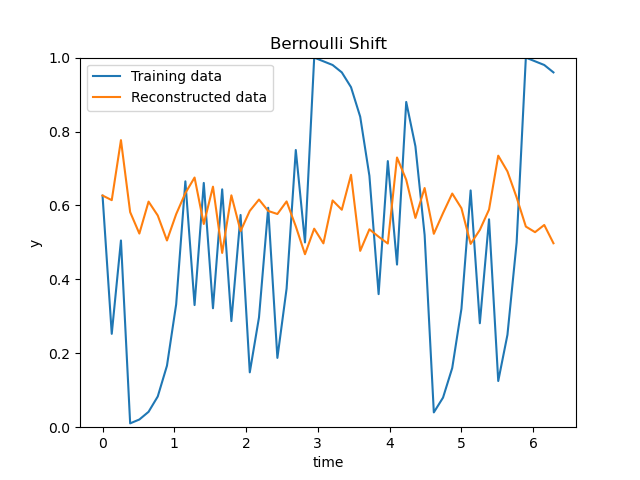 Bernoulli Shift
Training data
Reconstructed data
1.0
0.8
0.6
0.4
0.2
0.0
y
0 1 2 3 4 5 6
time